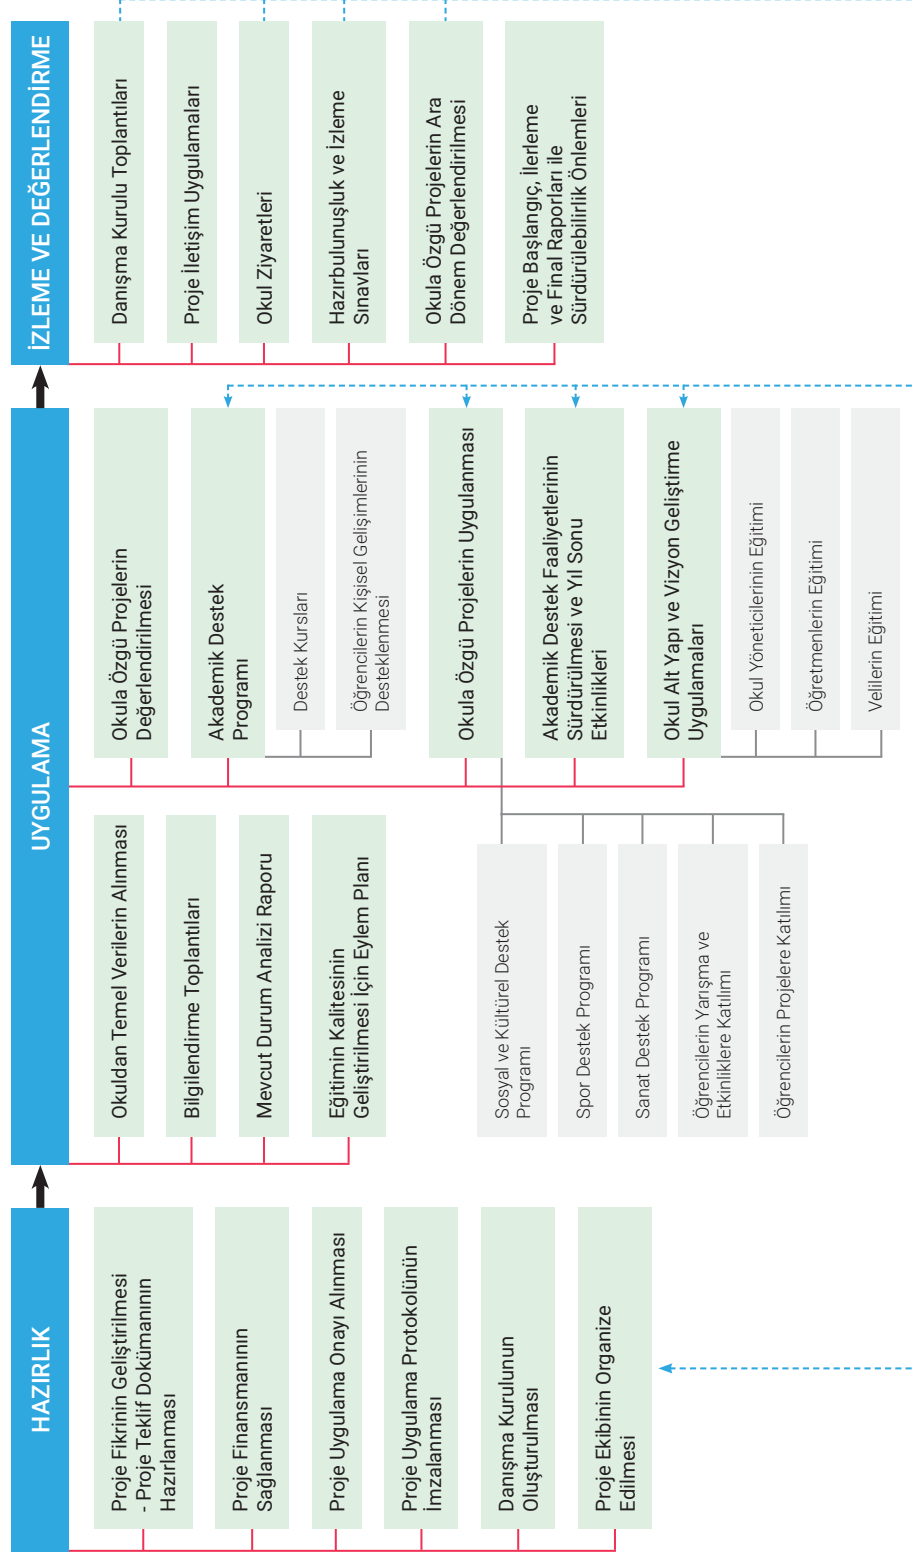 HAZIRLIK
Proje Fikrinin Geliştirilmesi
- Proje Teklif Dokümanının
Hazırlanması
Proje Finansmanının
Sağlanması
Proje Uygulama Onayı Alınması
Proje Uygulama Protokolünün
İmzalanması
Danışma Kurulunun
Oluşturulması
Proje Ekibinin Organize
Edilmesi
UYGULAMA
Okuldan Temel Verilerin Alınması
Bilgilendirme Toplantıları
Mevcut Durum Analizi Raporu
Eğitimin Kalitesinin
Geliştirilmesi İçin Eylem Planı
Okula Özgü Projelerin
Değerlendirilmesi
Akademik Destek
Programı
Destek Kursları
Öğrencilerin Kişisel Gelişimlerinin
Desteklenmesi
Okula Özgü Projelerin Uygulanması
Sosyal ve Kültürel Destek
Programı
Spor Destek Programı
Sanat Destek Programı
Öğrencilerin Yarışma ve
Etkinliklere Katılımı
Öğrencilerin Projelere Katılımı
Akademik Destek Faaliyetlerinin
Sürdürülmesi ve Yıl Sonu
Etkinlikleri
Okul Alt Yapı ve Vizyon Geliştirme
Uygulamaları
Okul Yöneticilerinin Eğitimi
Öğretmenlerin Eğitimi
Velilerin Eğitimi
İZLEME VE DEĞERLENDİRME
Danışma Kurulu Toplantıları
Proje İletişim Uygulamaları
Okul Ziyaretleri
Hazırbulunuşluk ve İzleme
Sınavları
Okula Özgü Projelerin Ara
Dönem Değerlendirilmesi
Proje Başlangıç, İlerleme
ve Final Raporları ile
Sürdürülebilirlik Önlemleri